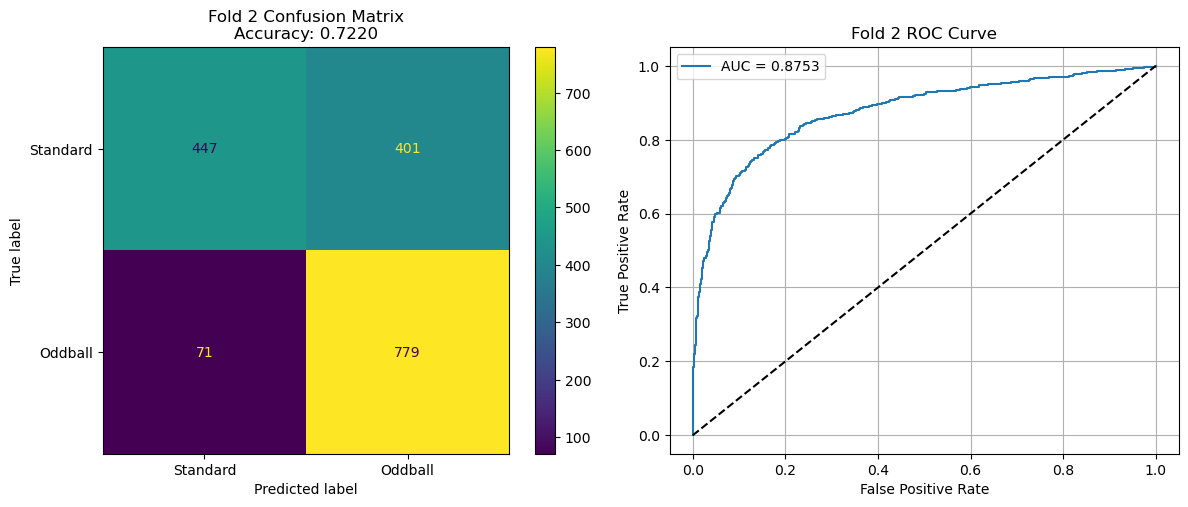 Fold 2 Confusion Matrix
Accuracy: 0.7220
Standard
Oddball
True label
447
401
71
779
Standard
Oddball
Predicted label
700
600
500
400
300
200
100
Fold 2 ROC Curve
AUC = 0.8753
True Positive Rate
1.0
0.8
0.6
0.4
0.2
0.0
0.0
0.2
0.4
0.6
0.8
1.0
False Positive Rate